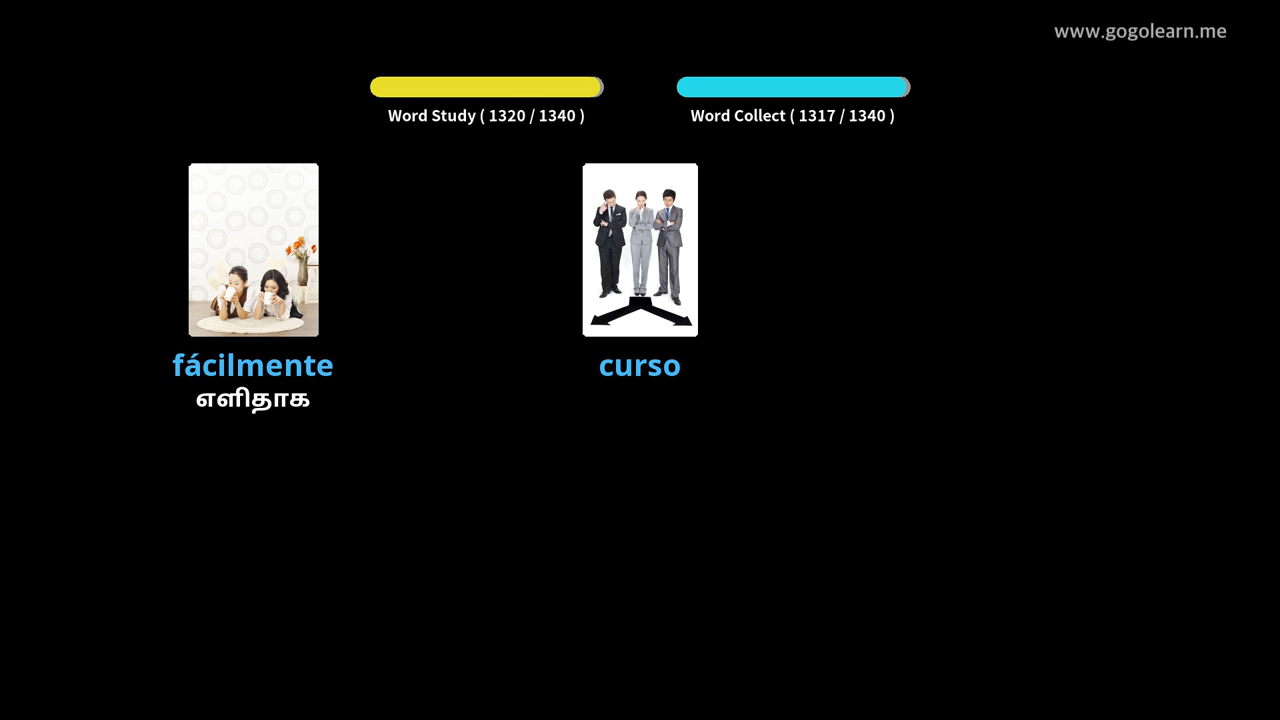 www.gogolearn.me
Word Study ( 1320 / 1340 )
Word Collect ( 1317 / 1340 )
fácilmente
எளிதாக
curso